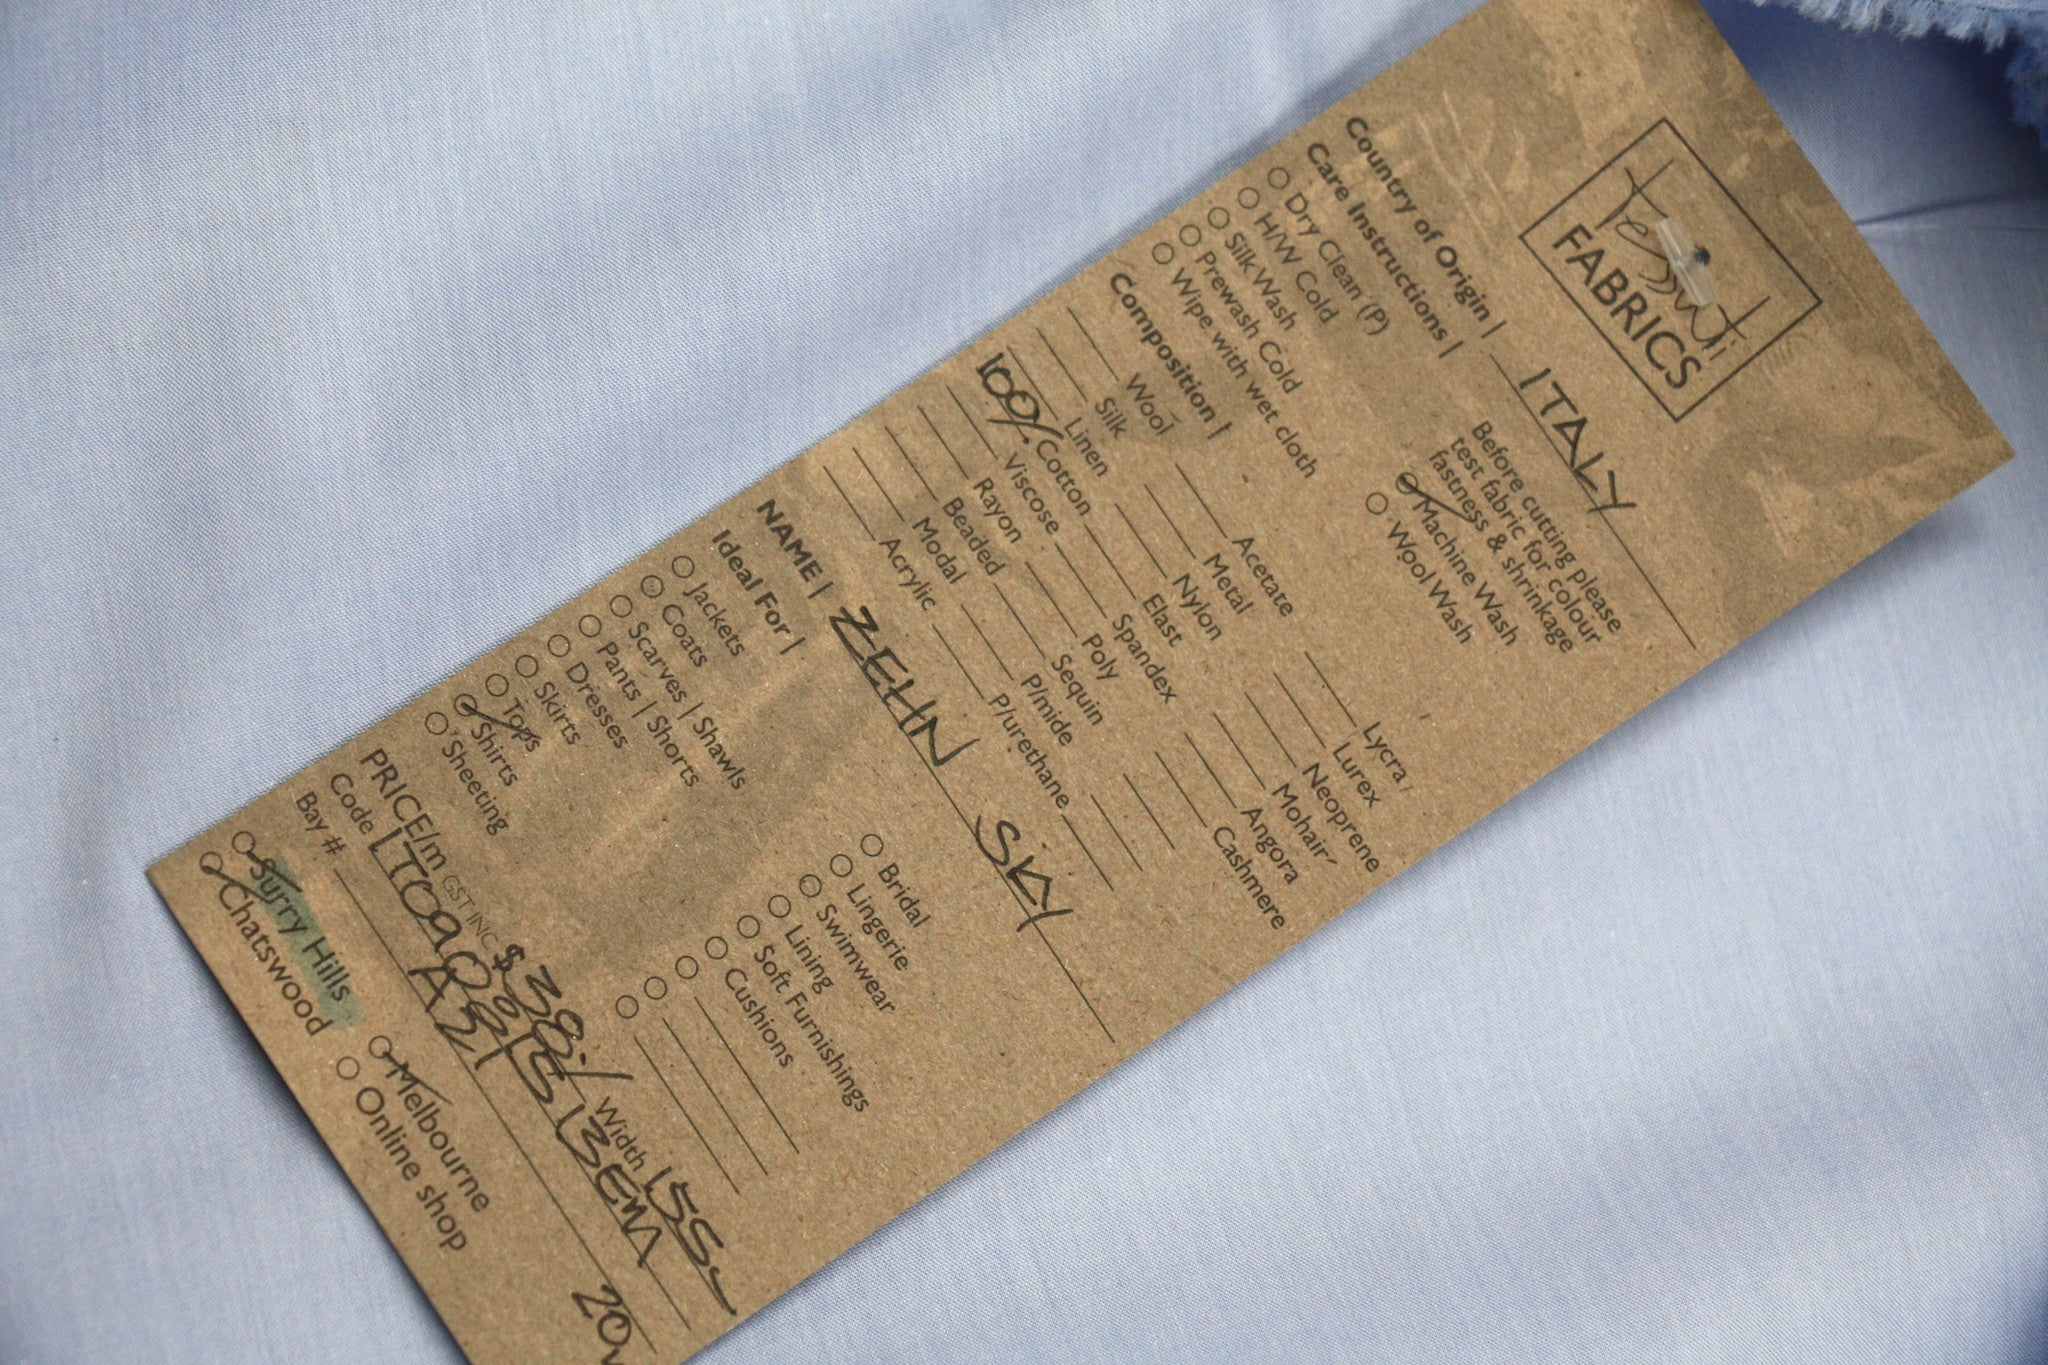 Tessuti
FABRICS
Country of Origin | ITALY
Care Instructions |
Before cutting please
test fabric for colour
fastness & shrinkage
Dry Clean (P)
H/W Cold
Silk Wash
Prewash Cold
Wipe with wet cloth
Machine Wash
Wool Wash
Composition |
Wool Acetate Lycra
Silk Metal Lurex
Linen Nylon Neoprene
100% Cotton Elast Mohair
Viscose Spandex Angora
Rayon Poly Cashmere
Beaded Sequin
Modal P/mide
Acrylic P/urethane
NAME | ZEHN SKY
Ideal For |
Jackets Bridal
Coats Lingerie
Scarves | Shawls Swimwear
Pants | Shorts Lining
Dresses Soft Furnishings
Skirts Cushions
Tops
Shirts
Sheeting
PRICE/m GST INC. $38.- Width 155
Code
Bay # A31
Surry Hills Melbourne
Chatswood Online shop